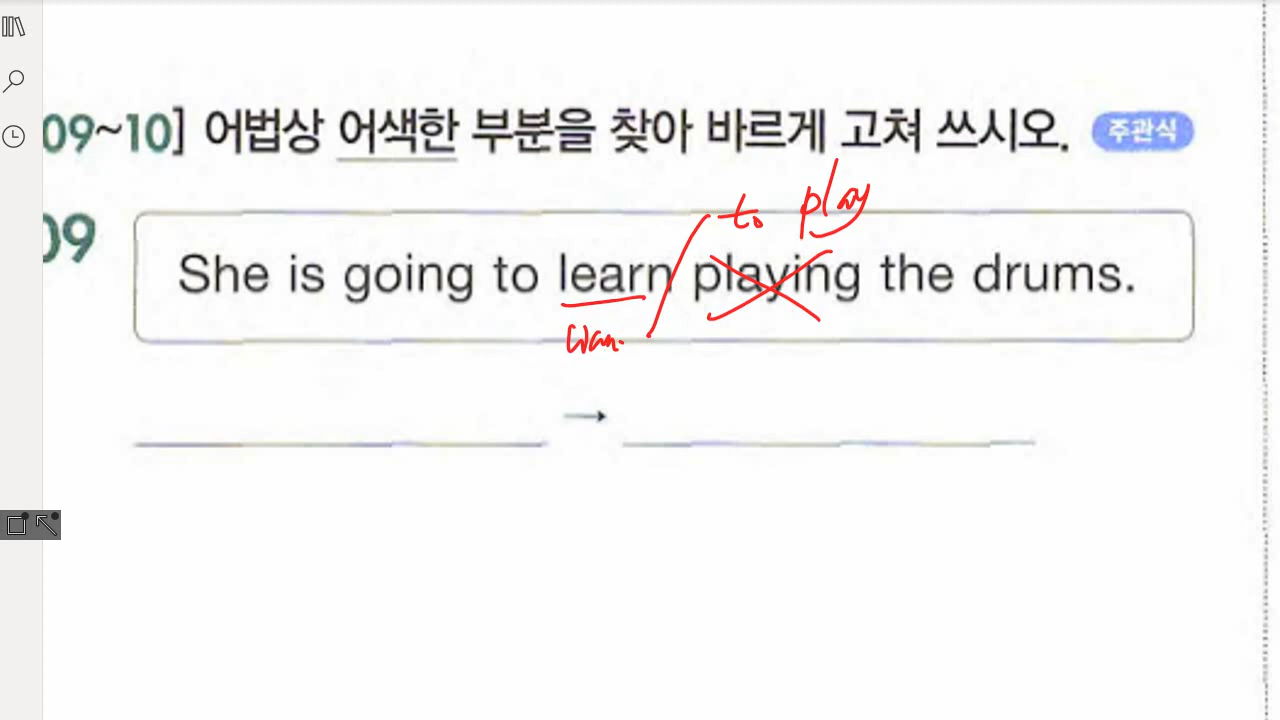 09~10] 어법상 어색한 부분을 찾아 바르게 고쳐 쓰시오. 주관식
to play
09 She is going to learn playing the drums.
→